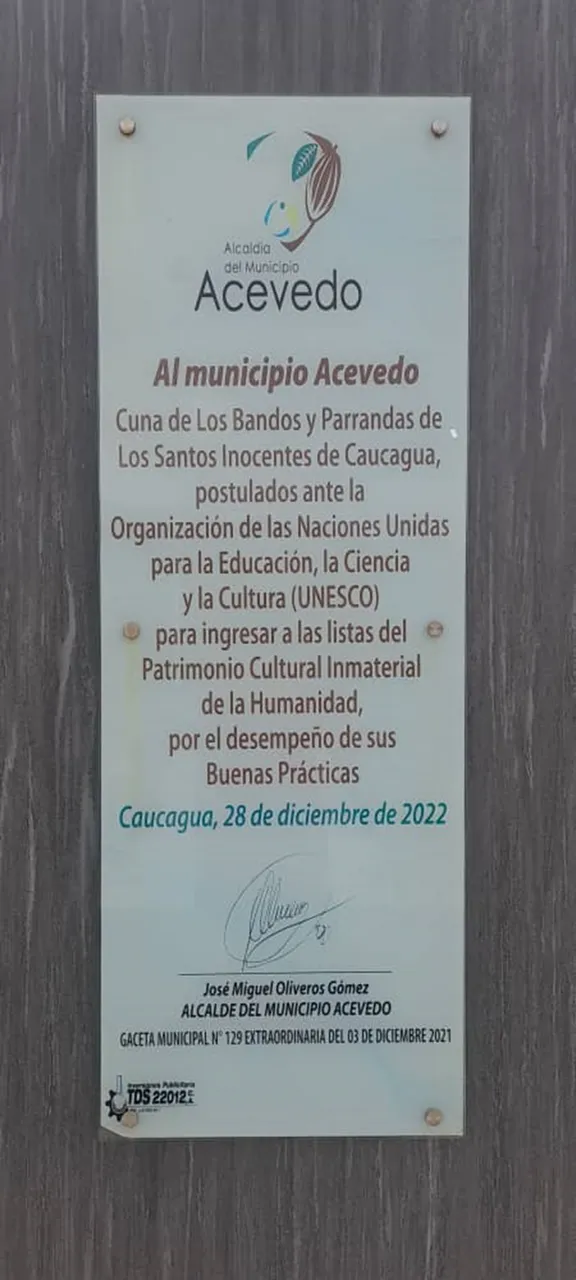 Alcaldía
del Municipio
Acevedo
Al municipio Acevedo
Cuna de Los Bandos y Parrandas de
Los Santos Inocentes de Caucagua,
postulados ante la
Organización de las Naciones Unidas
para la Educación, la Ciencia
y la Cultura (UNESCO)
para ingresar a las listas del
Patrimonio Cultural Inmaterial
de la Humanidad,
por el desempeño de sus
Buenas Prácticas
Caucagua, 28 de diciembre de 2022
José Miguel Oliveros Gómez
ALCALDE DEL MUNICIPIO ACEVEDO
GACETA MUNICIPAL N° 129 EXTRAORDINARIA DEL 03 DE DICIEMBRE 2021
Inversiones Publicitaria
TDS 22012,